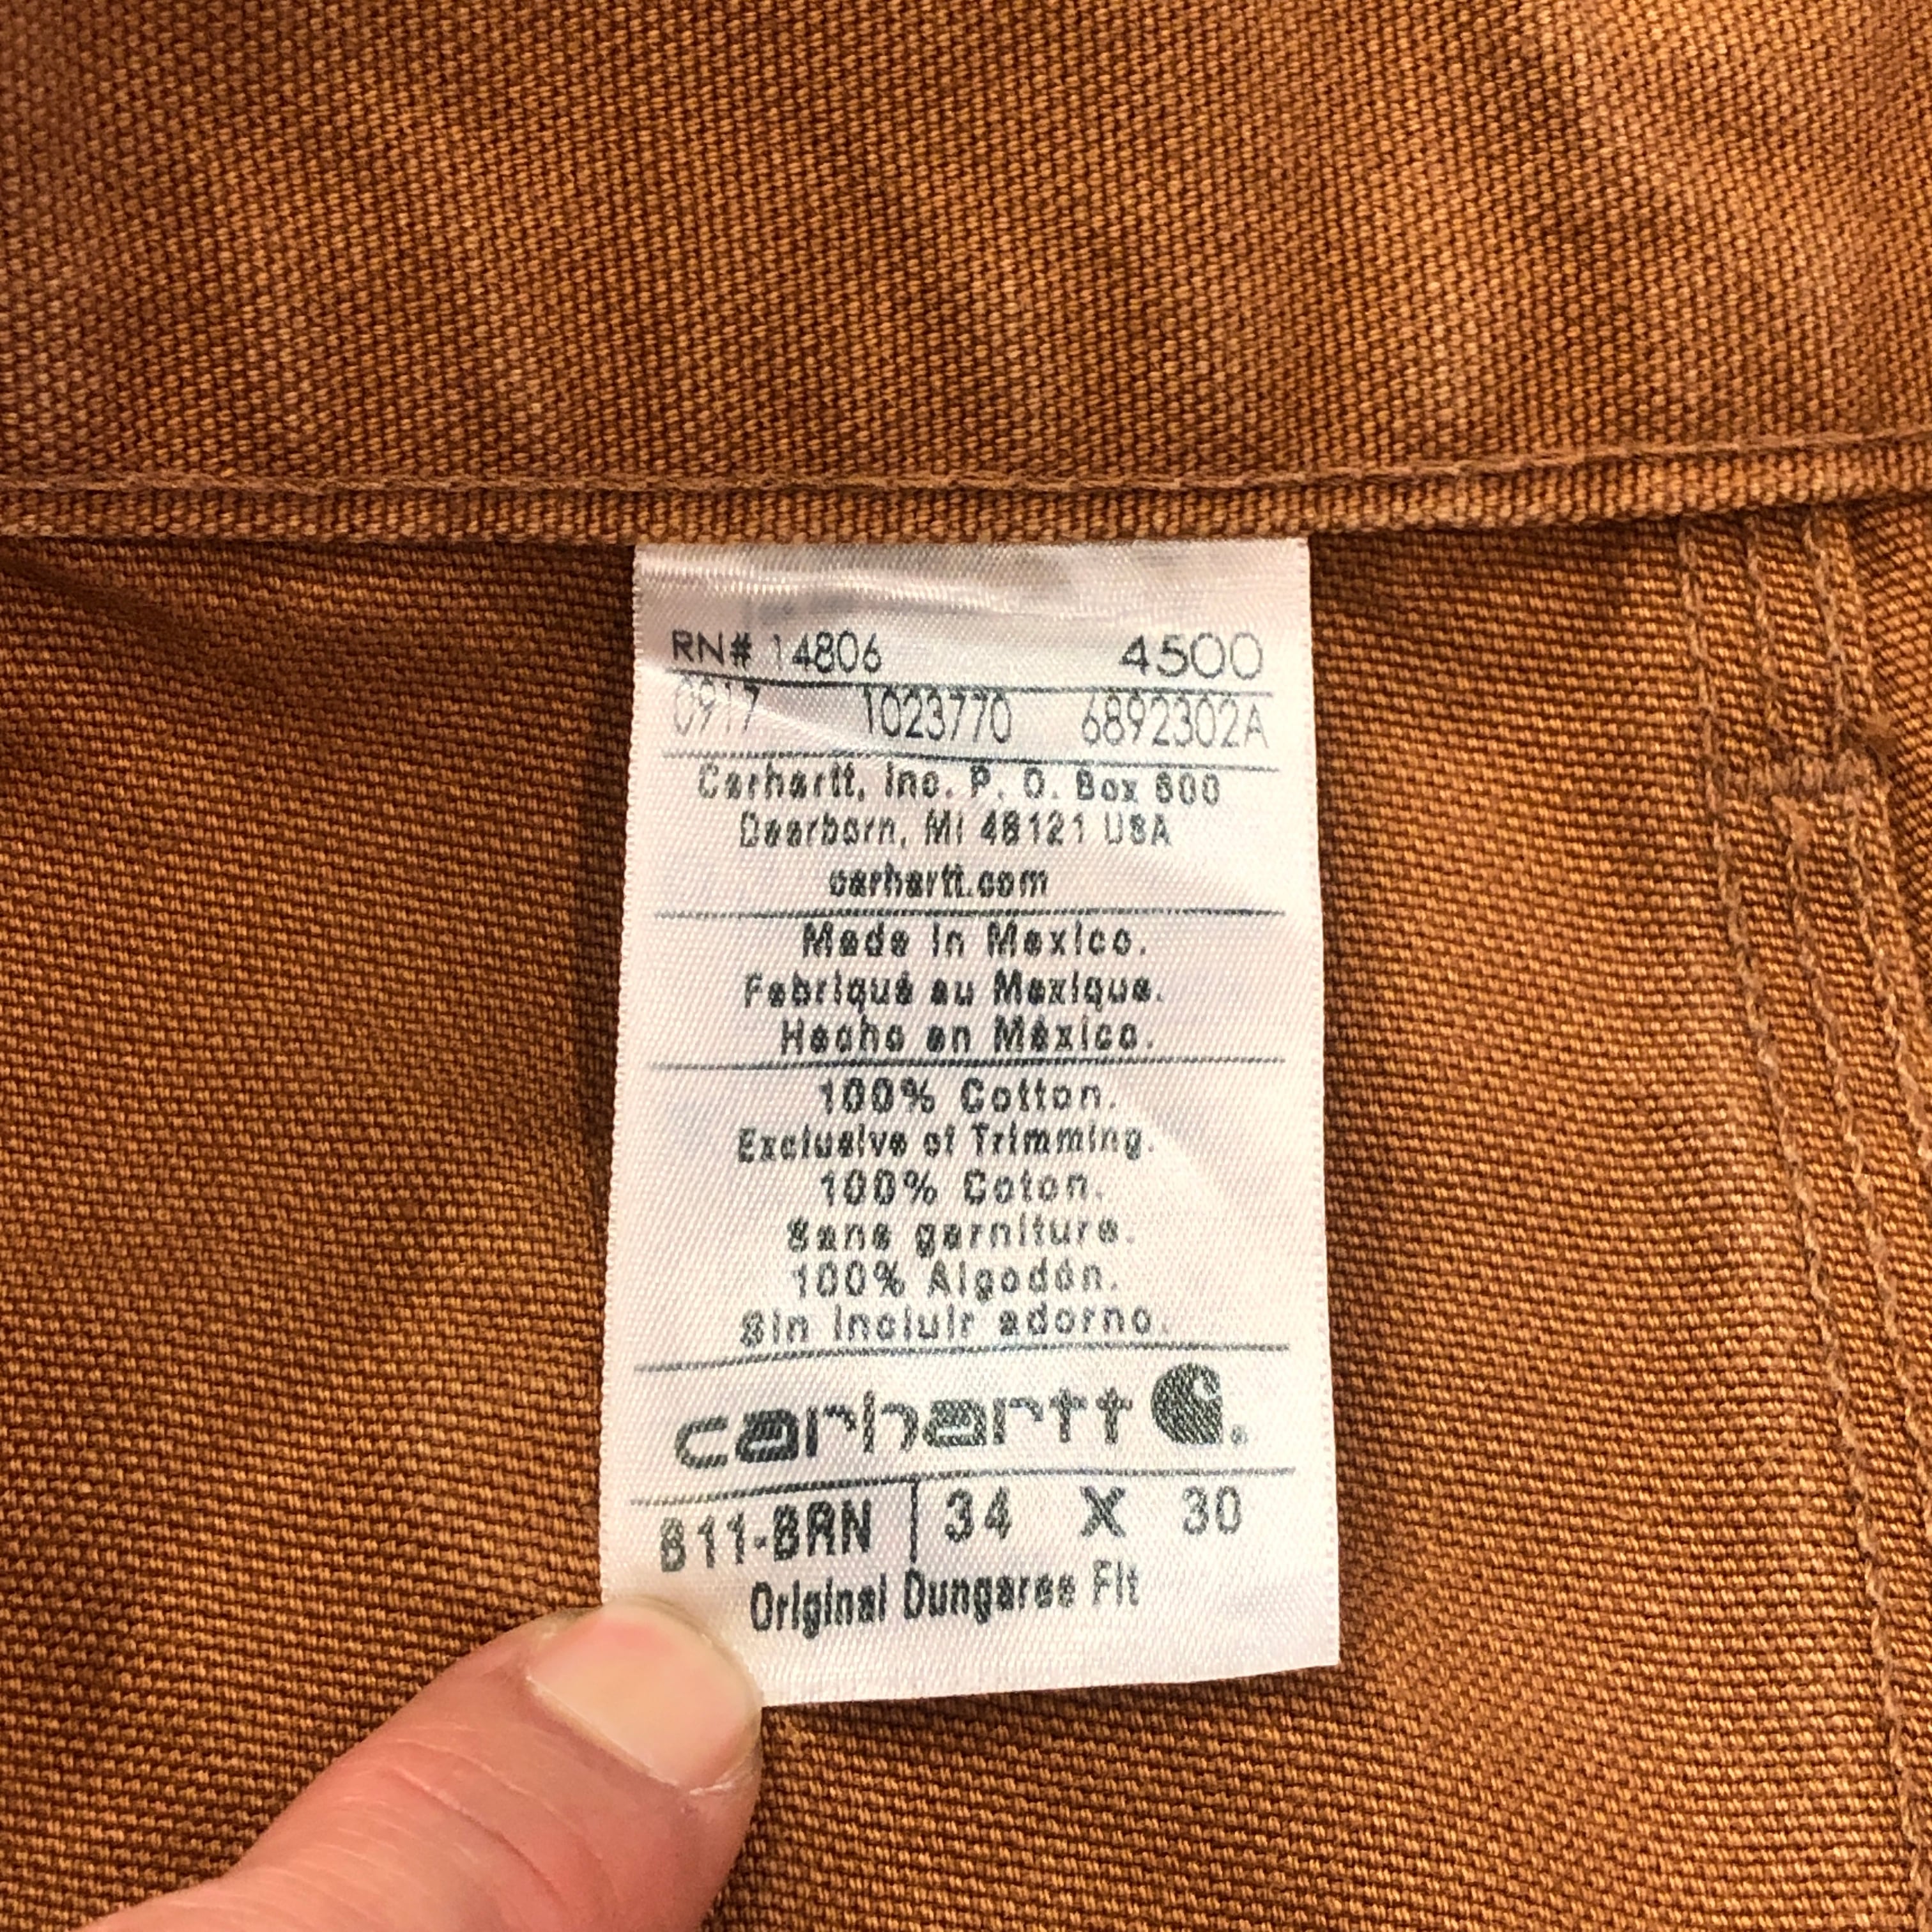 RN# 14806 4500
0917 1023770 6892302A
Carhartt, Inc. P. O. Box 600
Dearborn, MI 48121 USA
carhartt.com
Made in Mexico.
Fabriqué au Mexique.
Hecho en México.
100% Cotton.
Exclusive of Trimming.
100% Coton.
Sans garniture.
100% Algodón.
Sin incluir adorno.
carhartt
B11-BRN 34 X 30
Original Dungaree Fit